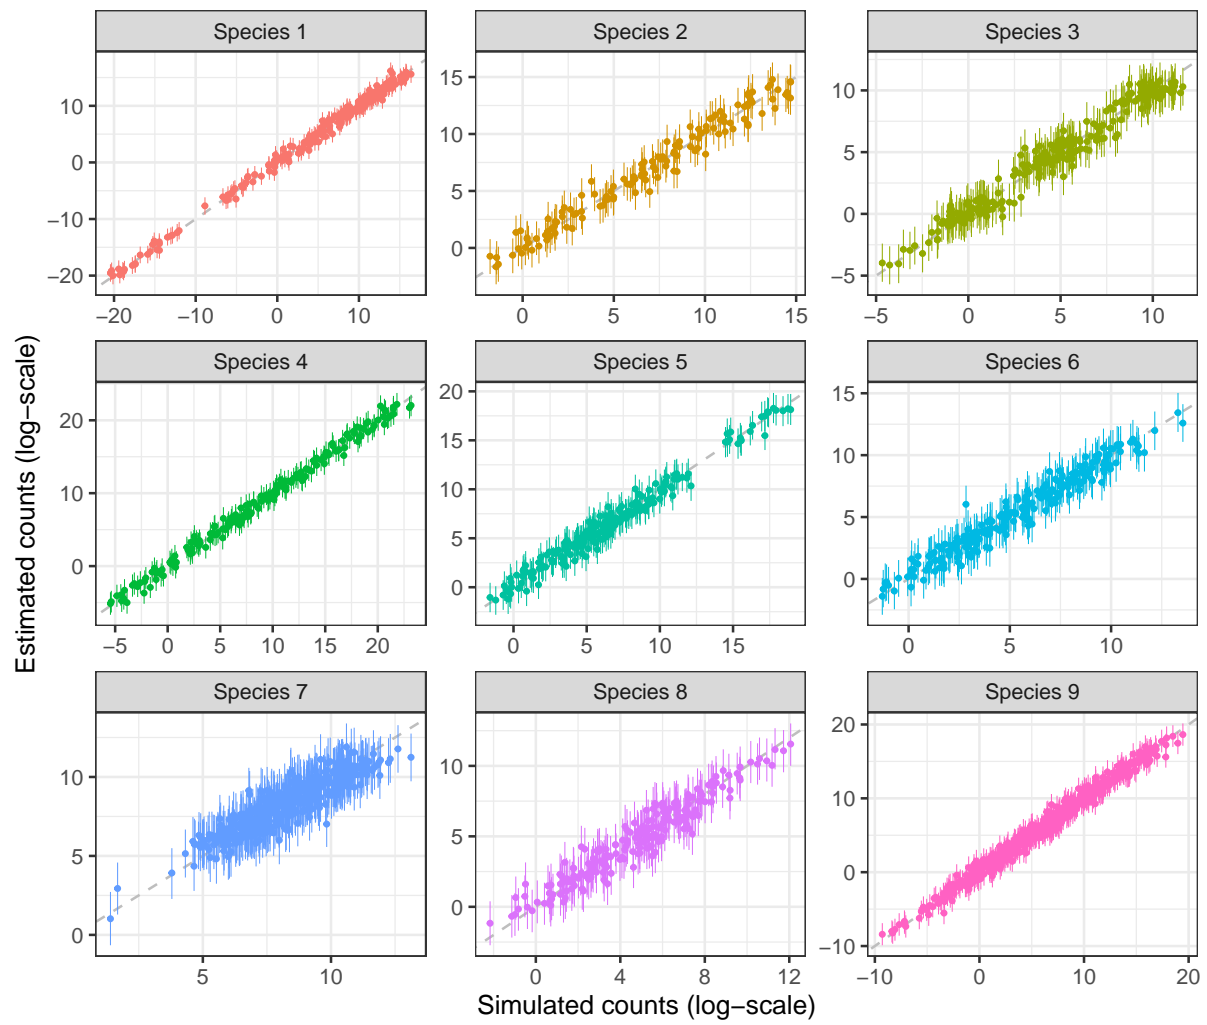 Species 1 Species 2 Species 3
10
0
−10
−20
15
10
5
0
10
5
0
−5
−20 −10 0 10
0 5 10 15
−5 0 5 10
Species 4 Species 5 Species 6
20
10
0
20
15
10
5
0
15
10
5
0
−5 0 5 10 15 20
0 5 10 15
0 5 10
Species 7 Species 8 Species 9
10
5
0
10
5
0
20
10
0
−10
5 10
0 4 8 12
−10 0 10 20
Estimated counts (log−scale)
Simulated counts (log−scale)